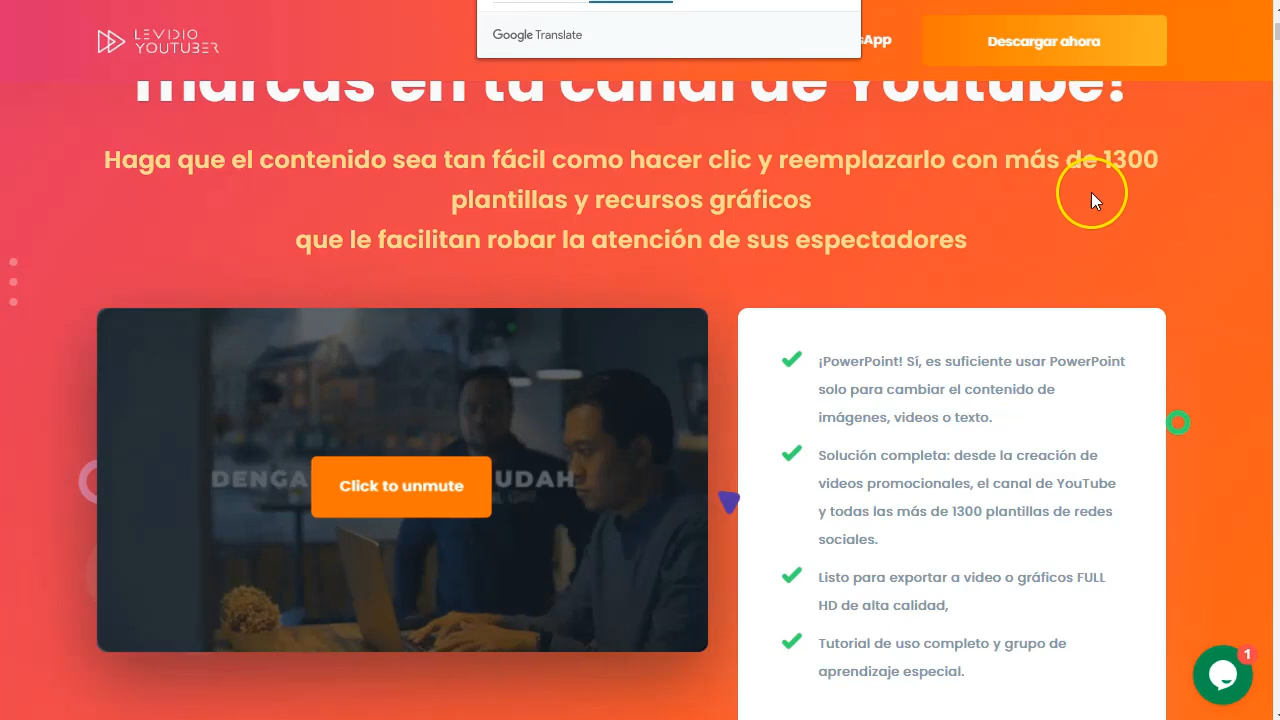 Google Translate
LEVIDIO
YOUTUBER
sApp
Descargar ahora
marcas en tu canal de Youtube!
Haga que el contenido sea tan fácil como hacer clic y reemplazarlo con más de 1300
plantillas y recursos gráficos
que le facilitan robar la atención de sus espectadores
DENGA
UDAH
Click to unmute
¡PowerPoint! Sí, es suficiente usar PowerPoint
solo para cambiar el contenido de
imágenes, videos o texto.
Solución completa: desde la creación de
videos promocionales, el canal de YouTube
y todas las más de 1300 plantillas de redes
sociales.
Listo para exportar a video o gráficos FULL
HD de alta calidad,
Tutorial de uso completo y grupo de
aprendizaje especial.
1